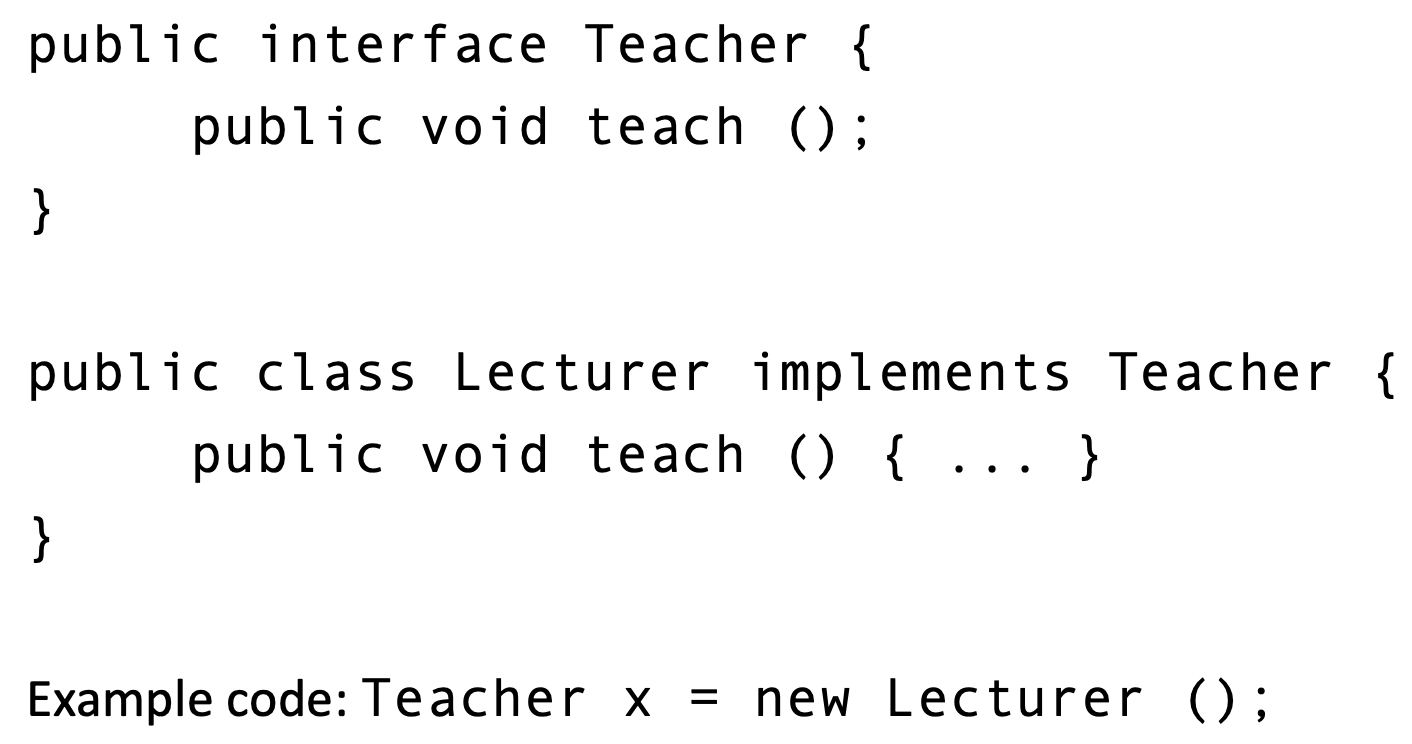 public interface Teacher {
public void teach ();
}
public class Lecturer implements Teacher {
public void teach () { ... }
}
Example code: Teacher x = new Lecturer ();